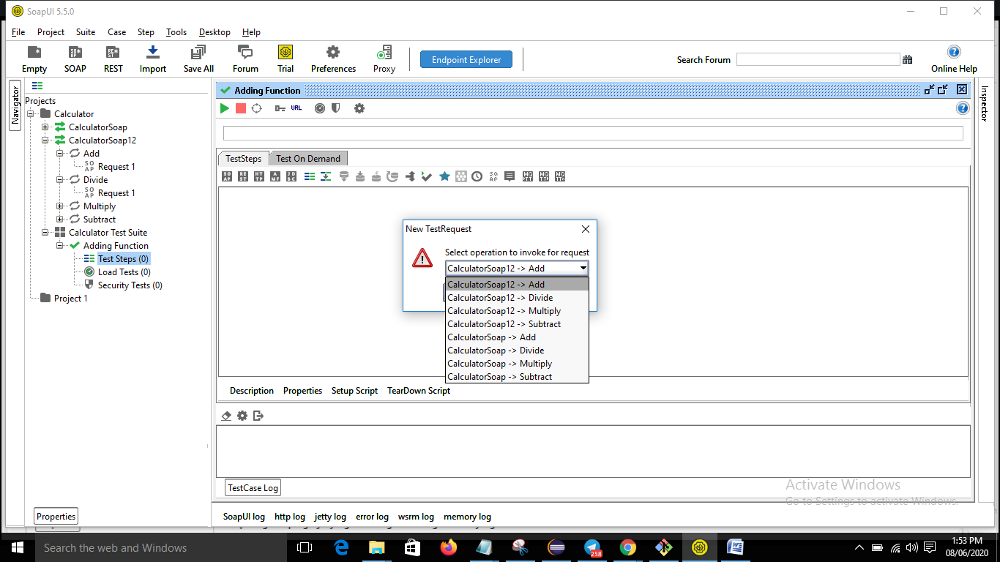 SoapUI 5.5.0
File Project Suite Case Step Tools Desktop Help
Empty SOAP REST Import Save All Forum Trial Preferences Proxy Endpoint Explorer Search Forum Online Help
Navigator
Projects
Calculator
CalculatorSoap
CalculatorSoap12
Add
Request 1
Divide
Request 1
Multiply
Subtract
Calculator Test Suite
Adding Function
Test Steps (0)
Load Tests (0)
Security Tests (0)
Project 1
Properties
Adding Function
URL
TestSteps Test On Demand
New TestRequest
Select operation to invoke for request
CalculatorSoap12 -> Add
CalculatorSoap12 -> Add
CalculatorSoap12 -> Divide
CalculatorSoap12 -> Multiply
CalculatorSoap12 -> Subtract
CalculatorSoap -> Add
CalculatorSoap -> Divide
CalculatorSoap -> Multiply
CalculatorSoap -> Subtract
Description Properties Setup Script TearDown Script
TestCase Log
Inspector
Activate Windows
Go to Settings to activate Windows.
SoapUI log http log jetty log error log wsrm log memory log
Search the web and Windows
258
1:53 PM
08/06/2020